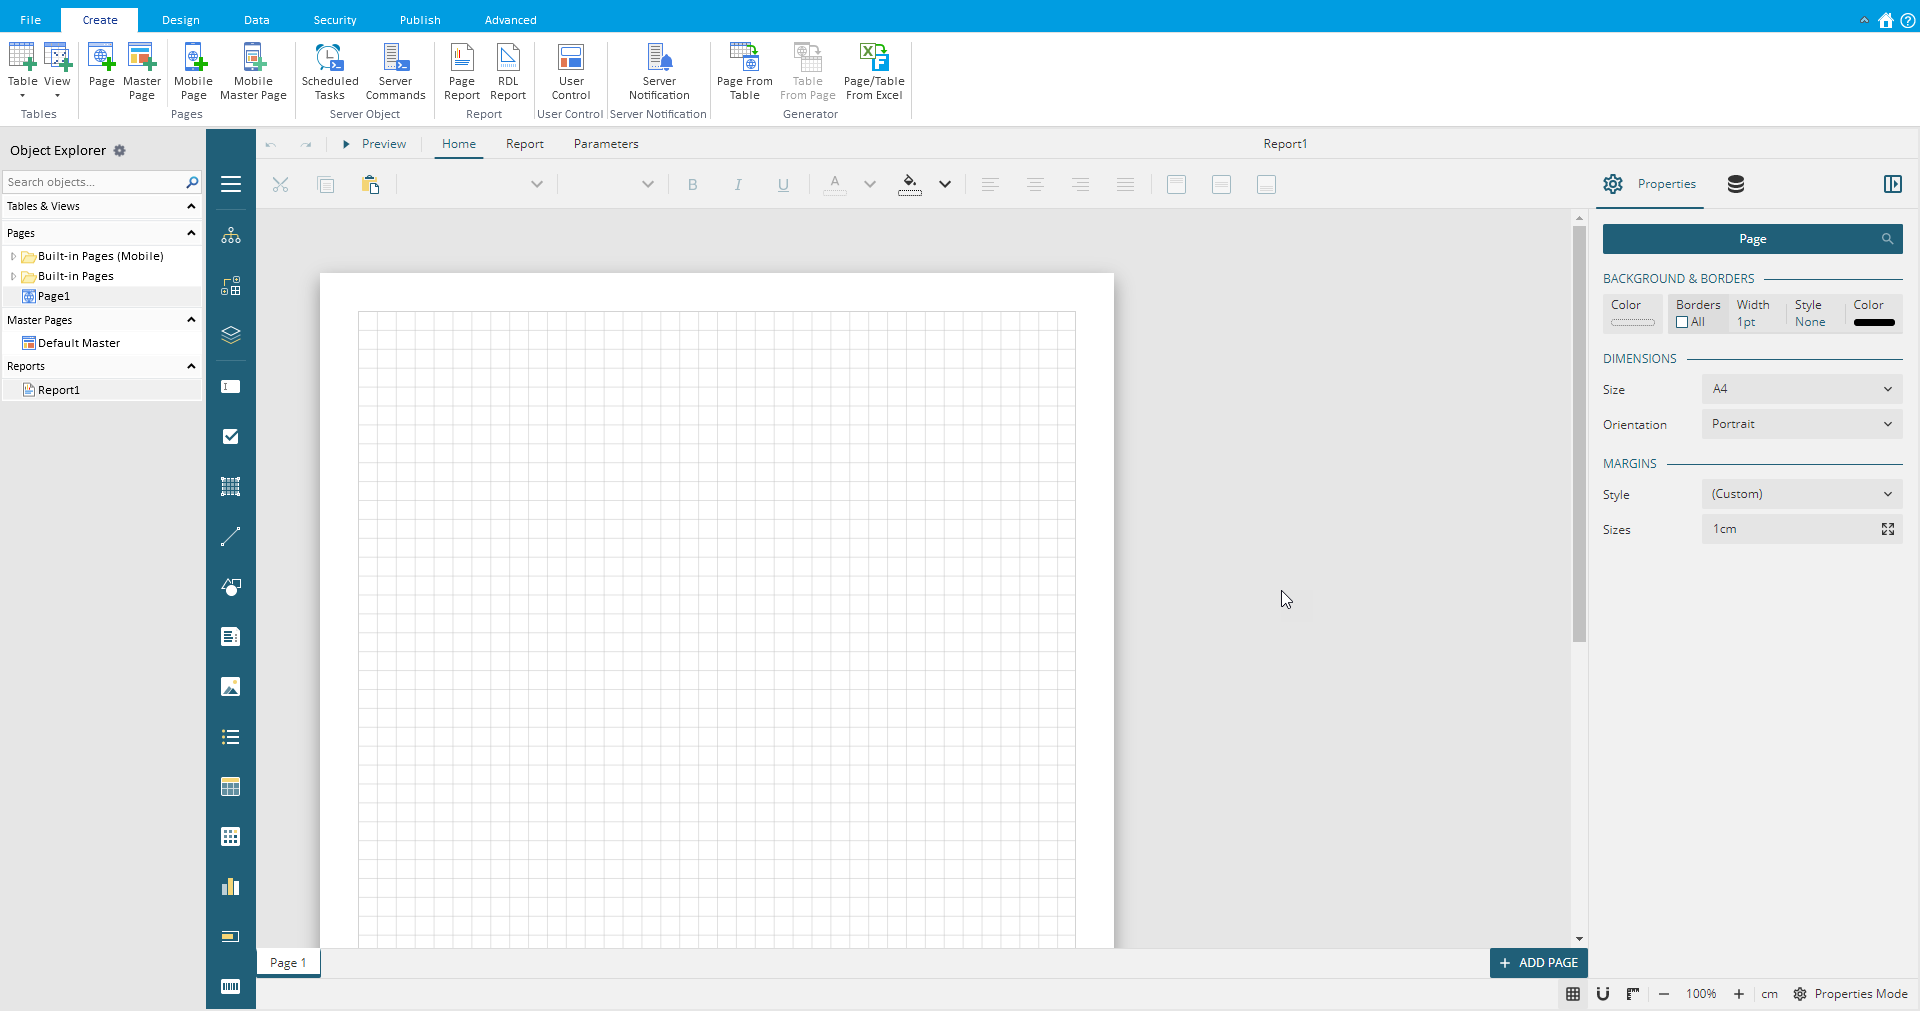 File Create Design Data Security Publish Advanced
Table View Page Master Page Mobile Page Mobile Master Page Scheduled Tasks Server Commands Page Report RDL Report User Control Server Notification Page From Table Table From Page Page/Table From Excel
Tables Pages Server Object Report User Control Server Notification Generator
Object Explorer
Search objects...
Tables & Views
Pages
Built-in Pages (Mobile)
Built-in Pages
Page1
Master Pages
Default Master
Reports
Report1
Preview Home Report Parameters Report1
B I U A
Properties
Page
BACKGROUND & BORDERS
Color Borders Width Style Color
All 1pt None
DIMENSIONS
Size A4
Orientation Portrait
MARGINS
Style (Custom)
Sizes 1cm
Page 1
+ ADD PAGE
100% cm Properties Mode